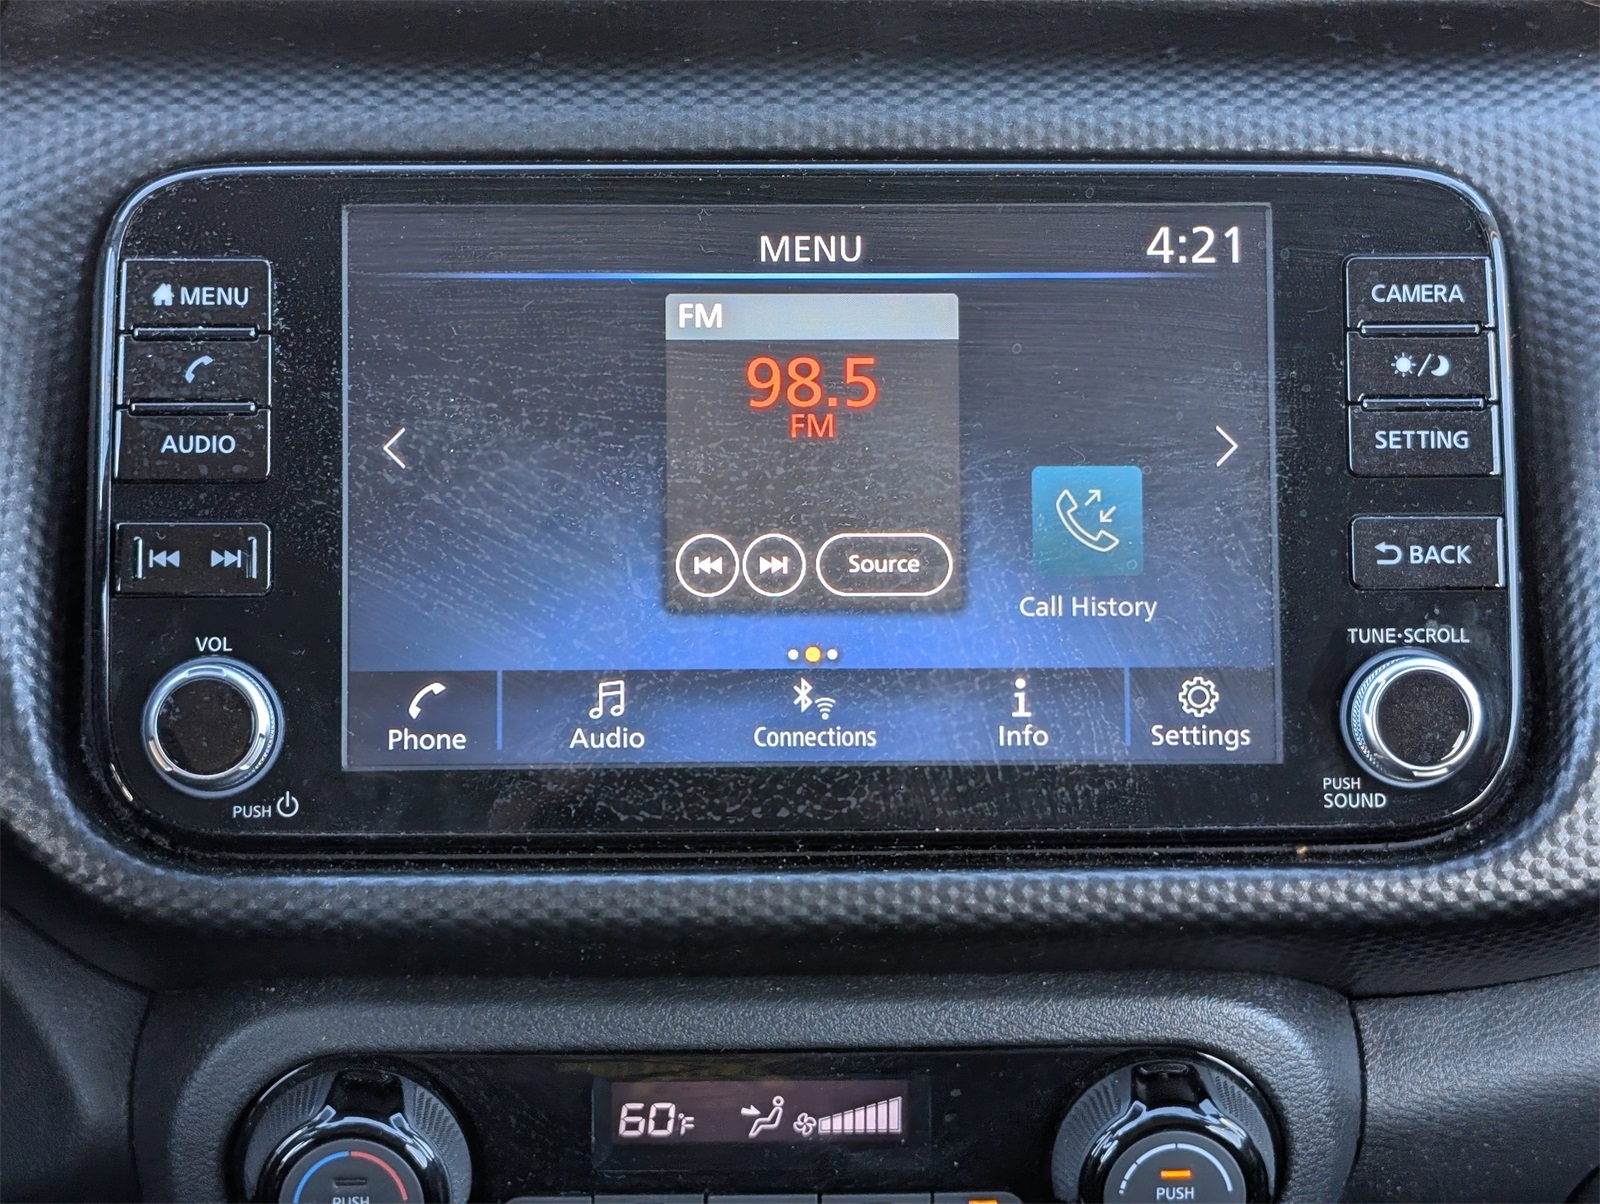 MENU
4:21
MENU
AUDIO
VOL
PUSH
FM
98.5
FM
Source
Call History
Phone
Audio
Connections
Info
Settings
CAMERA
SETTING
BACK
TUNE·SCROLL
PUSH
SOUND
60°F
PUSH
PUSH